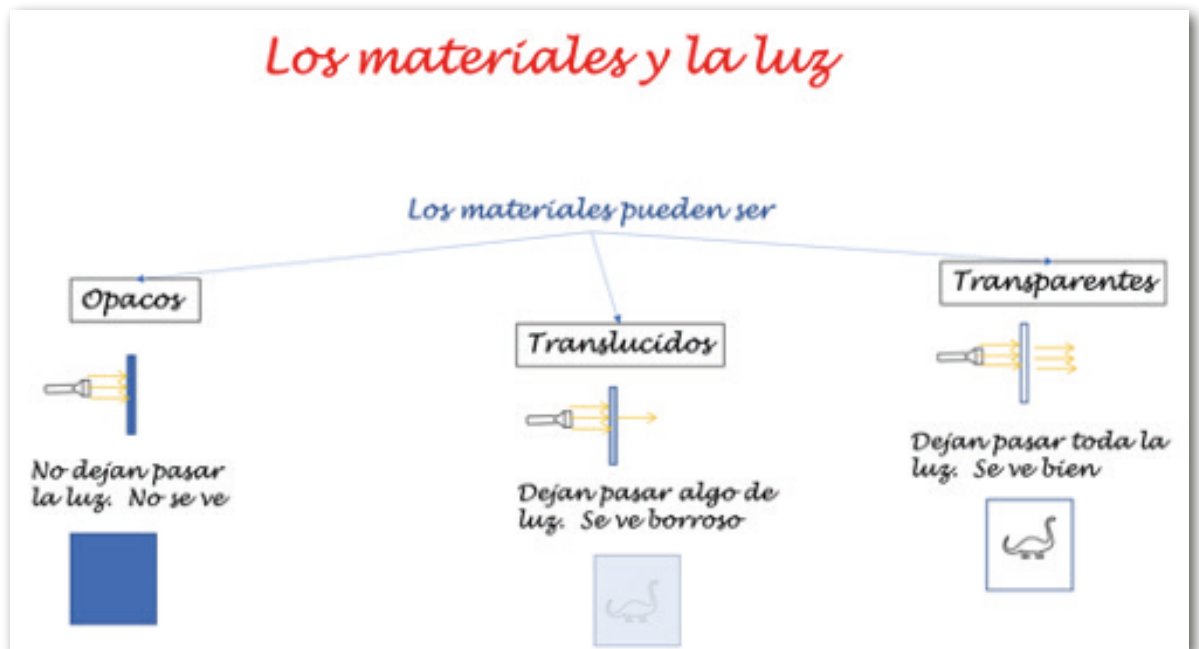 Los materiales y la luz
Los materiales pueden ser
Opacos
No dejan pasar
la luz. No se ve
Translucidos
Dejan pasar algo de
luz. Se ve borroso
Transparentes
Dejan pasar toda la
luz. Se ve bien